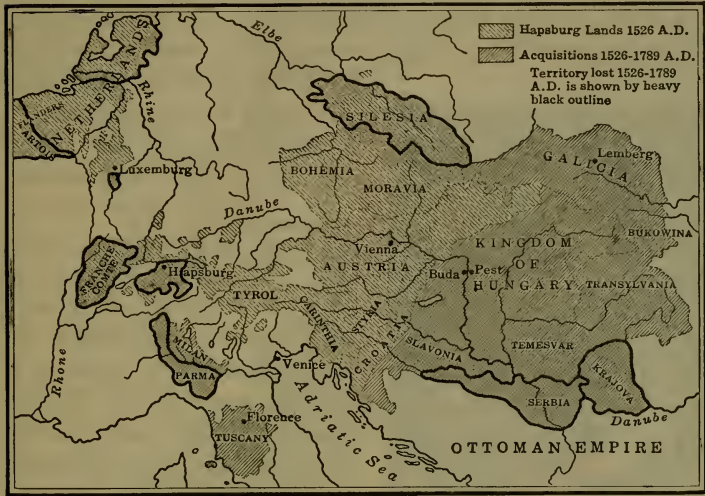 Hapsburg Lands 1526 A.D.
Acquisitions 1526-1789 A.D.
Territory lost 1526-1789
A.D. is shown by heavy
black outline
Elbe
NETHERLANDS
FLANDERS
ARTOIS
Rhine
Luxemburg
SILESIA
GALICIA
Lemberg
BOHEMIA
MORAVIA
Danube
Vienna
AUSTRIA
KINGDOM
OF
HUNGARY
BUKOWINA
Buda
Pest
TRANSYLVANIA
FRANCHE
COMTÉ
Hapsburg
TYROL
CARINTHIA
STYRIA
CROATIA
SLAVONIA
TEMESVAR
MILAN
PARMA
Venice
Rhone
Adriatic Sea
SERBIA
KRAJOVA
Danube
Florence
TUSCANY
OTTOMAN EMPIRE